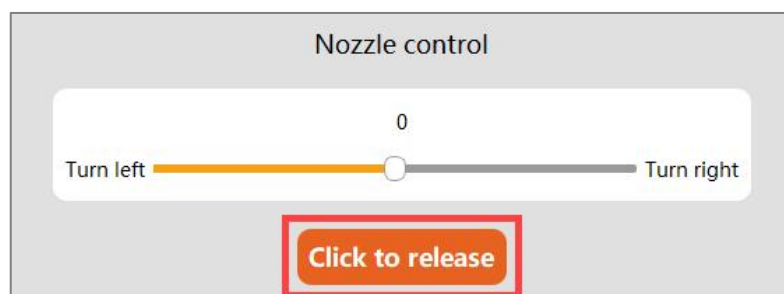 Nozzle control
0
Turn left Turn right
Click to release